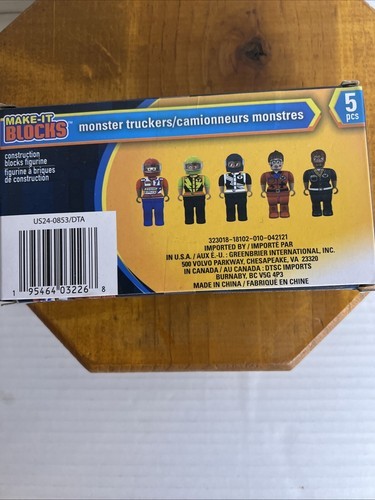 MAKE-IT
BLOCKS™
monster truckers/camionneurs monstres
5
pcs
construction
blocks figurine
figurine à briques
de construction
US24-0853/DTA
1 95464 03226 8
323018-18102-010-042121
IMPORTED BY / IMPORTÉ PAR
IN U.S.A. / AUX É.-U. : GREENBRIER INTERNATIONAL, INC.
500 VOLVO PARKWAY, CHESAPEAKE, VA 23320
IN CANADA / AU CANADA : DTSC IMPORTS
BURNABY, BC V5G 4P3
MADE IN CHINA / FABRIQUÉ EN CHINE